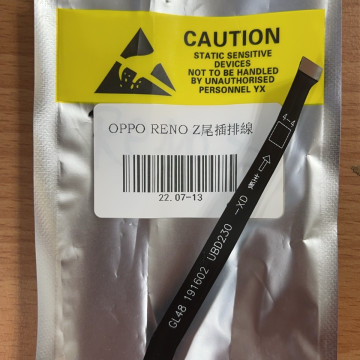 CAUTION
STATIC SENSITIVE
DEVICES
NOT TO BE HANDLED
BY UNAUTHORISED
PERSONNEL YX
OPPO RENO Z尾插排線
22.07-13
GL48 191602 UBD230 -XD